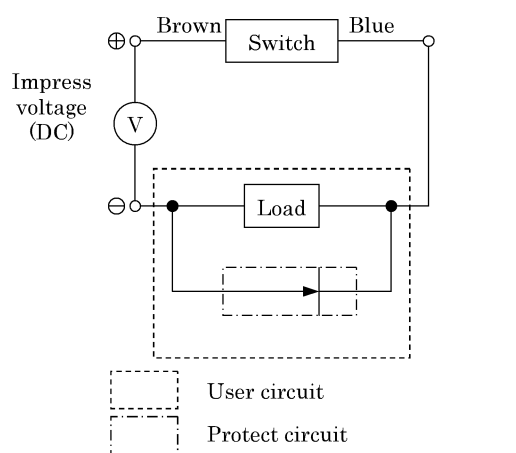 Brown
Switch
Blue
⊕
Impress
voltage
(DC)
V
⊖
Load
User circuit
Protect circuit